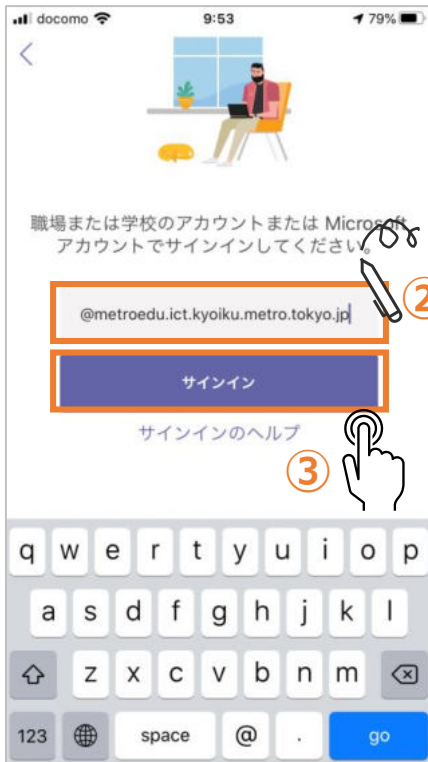 docomo 9:53 79%
職場または学校のアカウントまたは Microsoft
アカウントでサインインしてください。
②
@metroedu.ict.kyoiku.metro.tokyo.jp
サインイン
サインインのヘルプ
③
q w e r t y u i o p
a s d f g h j k l
z x c v b n m
123 space @ . go